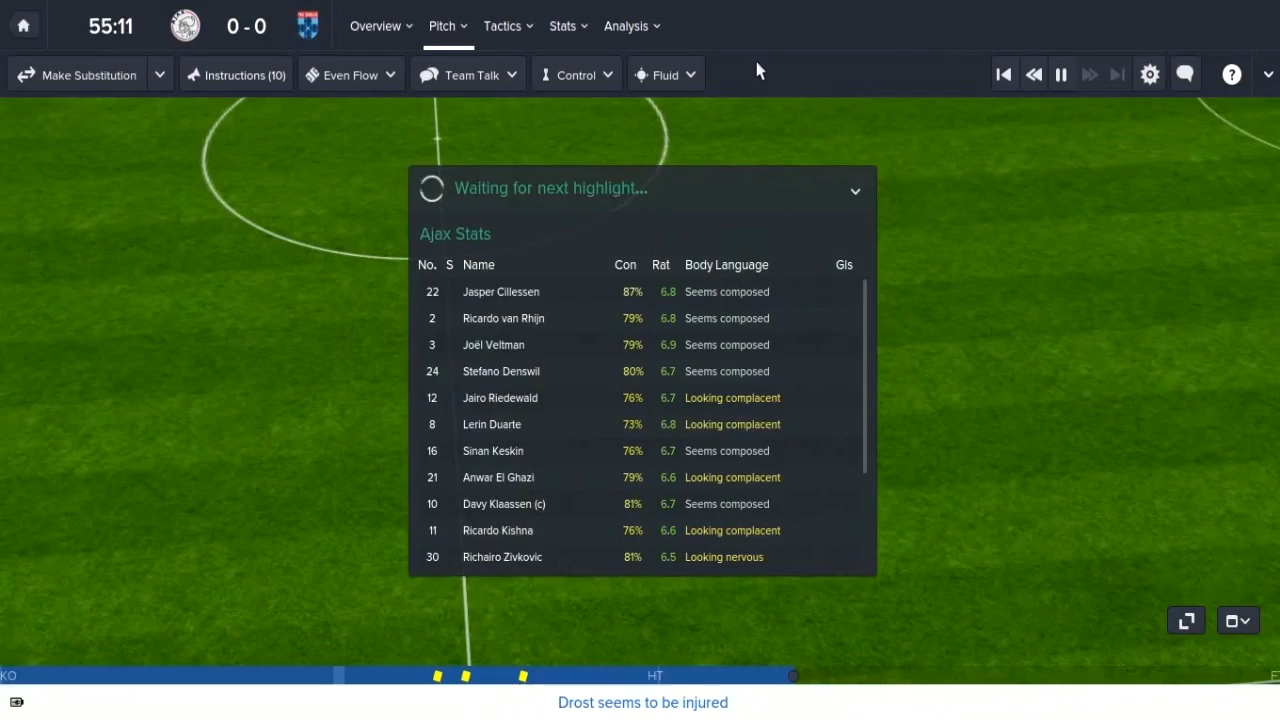 55:11 0 - 0 Overview Pitch Tactics Stats Analysis
Make Substitution Instructions (10) Even Flow Team Talk Control Fluid ?
Waiting for next highlight...
Ajax Stats
No. S Name Con Rat Body Language Gls
22 Jasper Cillessen 87% 6.8 Seems composed
2 Ricardo van Rhijn 79% 6.8 Seems composed
3 Joël Veltman 79% 6.9 Seems composed
24 Stefano Denswil 80% 6.7 Seems composed
12 Jairo Riedewald 76% 6.7 Looking complacent
8 Lerin Duarte 73% 6.8 Looking complacent
16 Sinan Keskin 76% 6.7 Seems composed
21 Anwar El Ghazi 79% 6.6 Looking complacent
10 Davy Klaassen (c) 81% 6.7 Seems composed
11 Ricardo Kishna 76% 6.6 Looking complacent
30 Richairo Zivkovic 81% 6.5 Looking nervous
KO HT
Drost seems to be injured